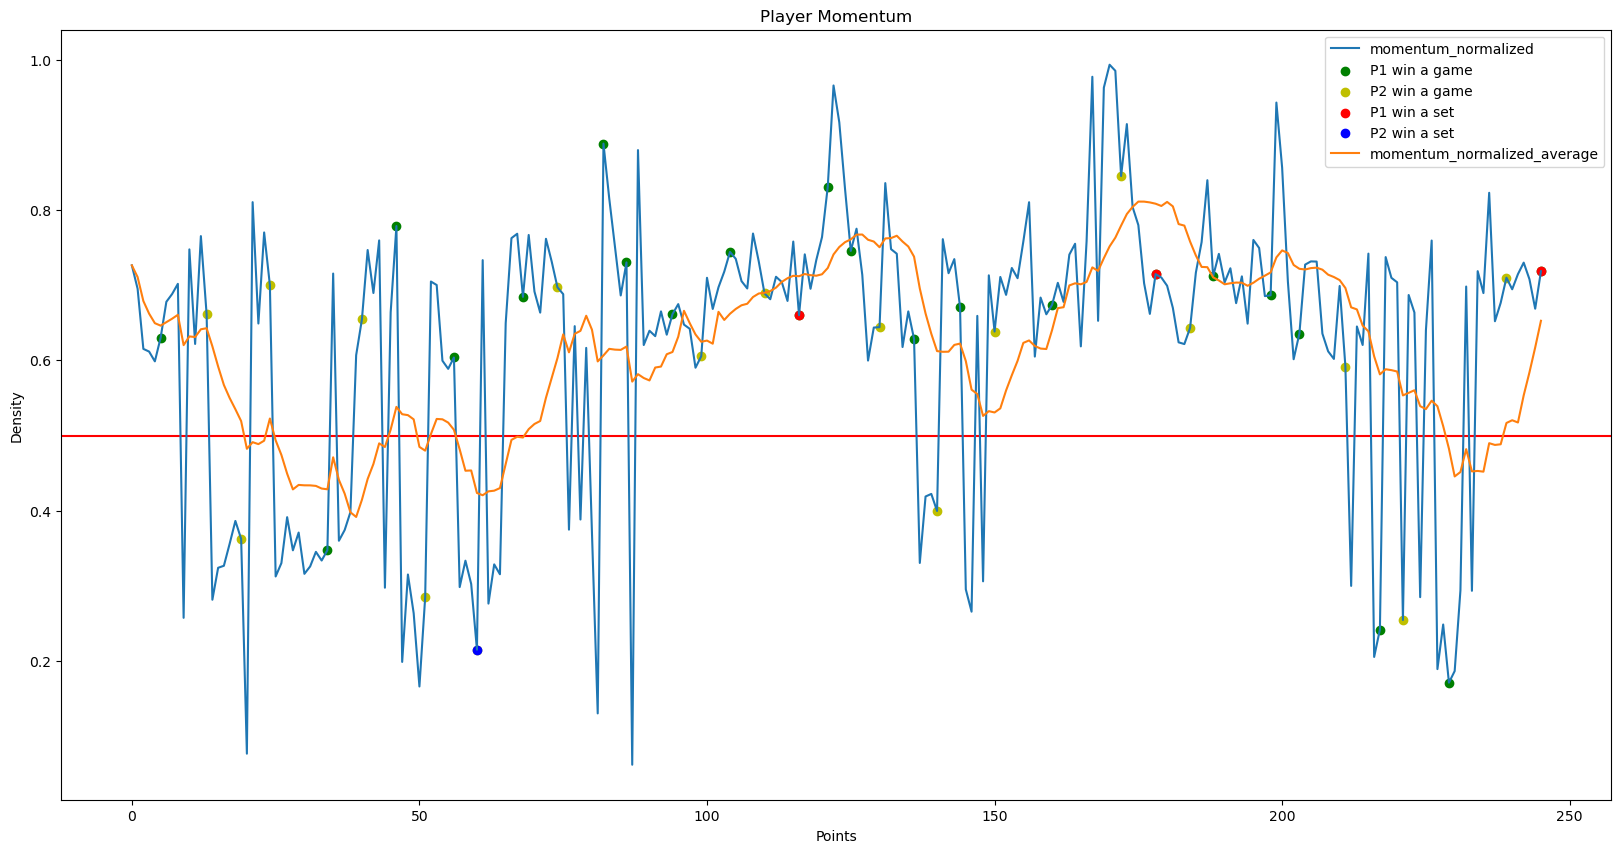 Player Momentum
momentum_normalized
P1 win a game
P2 win a game
P1 win a set
P2 win a set
momentum_normalized_average
1.0
0.8
0.6
0.4
0.2
Density
0
50
100
150
200
250
Points